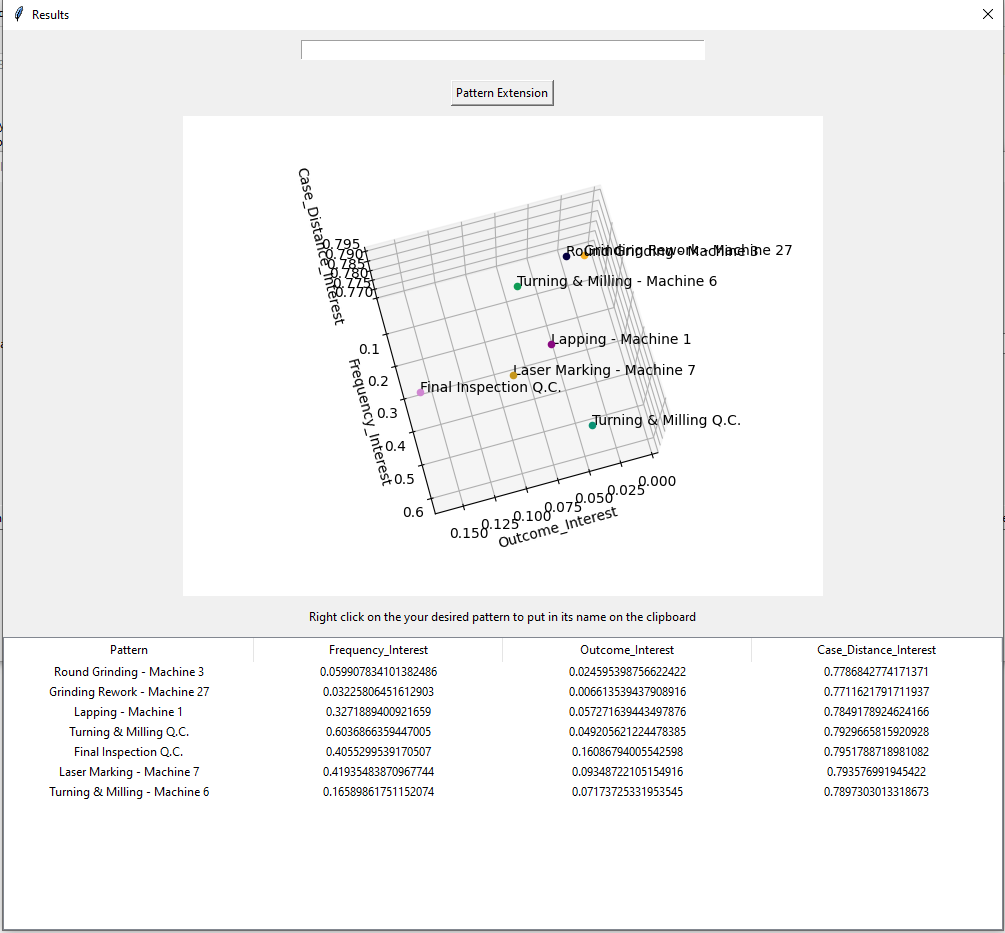 Results
Pattern Extension
Case_Distance_Interest
0.795
0.790
0.785
0.780
0.775
0.770
Round Grinding - Machine 3
Grinding Rework - Machine 27
Turning & Milling - Machine 6
Lapping - Machine 1
Laser Marking - Machine 7
Final Inspection Q.C.
Turning & Milling Q.C.
Frequency_Interest
0.1
0.2
0.3
0.4
0.5
0.6
0.150
0.125
0.100
0.075
0.050
0.025
0.000
Outcome_Interest
Right click on the your desired pattern to put in its name on the clipboard
Pattern Frequency_Interest Outcome_Interest Case_Distance_Interest
Round Grinding - Machine 3 0.059907834101382486 0.024595398756622422 0.7786842774171371
Grinding Rework - Machine 27 0.03225806451612903 0.006613539437908916 0.7711621791711937
Lapping - Machine 1 0.3271889400921659 0.057271639443497876 0.7849178924624166
Turning & Milling Q.C. 0.6036866359447005 0.049205621224478385 0.7929665815920928
Final Inspection Q.C. 0.4055299539170507 0.16086794005542598 0.7951788718981082
Laser Marking - Machine 7 0.41935483870967744 0.09348722105154916 0.793576991945422
Turning & Milling - Machine 6 0.16589861751152074 0.07173725331953545 0.7897303013318673